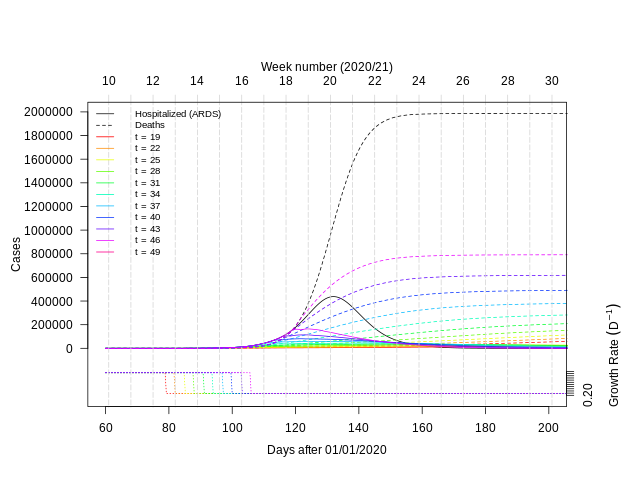 Week number (2020/21)
10 12 14 16 18 20 22 24 26 28 30
2000000
1800000
1600000
1400000
1200000
1000000
800000
600000
400000
200000
0
Cases
Hospitalized (ARDS)
Deaths
t = 19
t = 22
t = 25
t = 28
t = 31
t = 34
t = 37
t = 40
t = 43
t = 46
t = 49
0.20
Growth Rate (D⁻¹)
60 80 100 120 140 160 180 200
Days after 01/01/2020